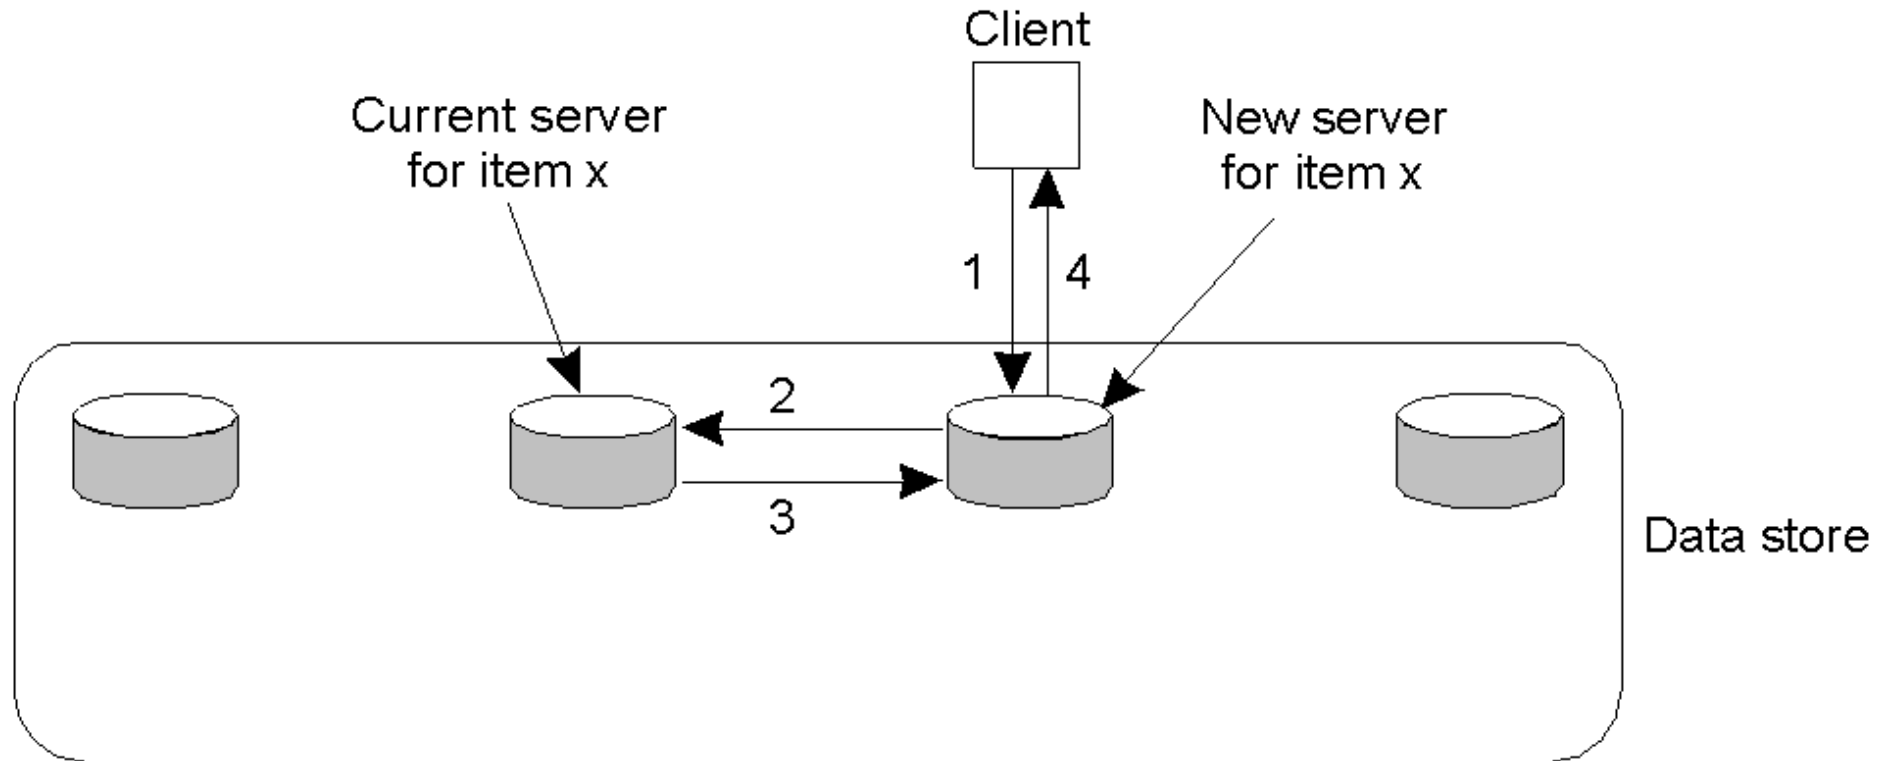 Client
Current server
for item x
New server
for item x
1
4
2
3
Data store